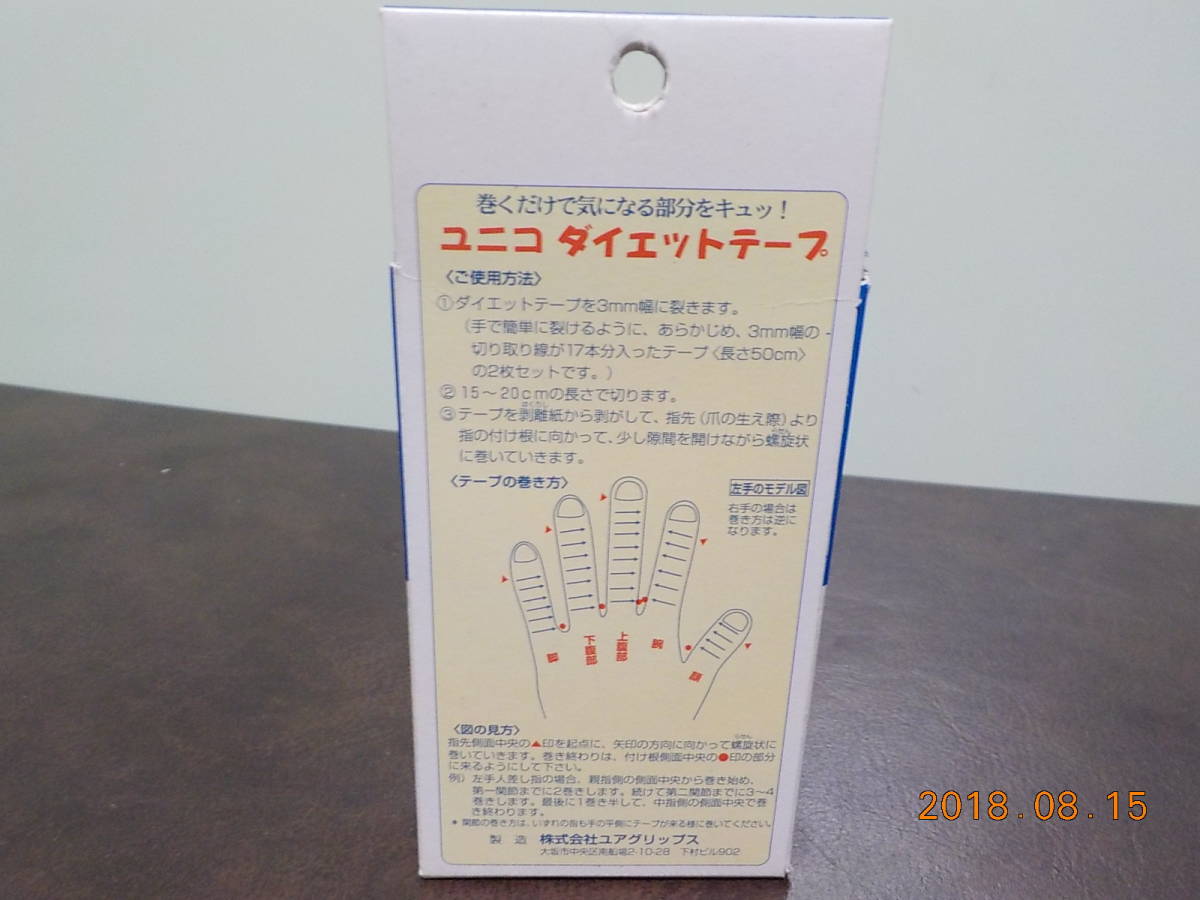 巻くだけで気になる部分をキュッ!
ユニコ ダイエットテープ
〈ご使用方法〉
①ダイエットテープを3mm幅に裂きます。
(手で簡単に裂けるように、あらかじめ、3mm幅の
切り取り線が17本分入ったテープ〈長さ50cm〉
の2枚セットです。)
②15～20cmの長さで切ります。
はくりし
らせん
③テープを剥離紙から剥がして、指先(爪の生え際)より
指の付け根に向かって、少し隙間を開けながら螺旋状
に巻いていきます。
〈テープの巻き方〉
左手のモデル図
右手の場合は
巻き方は逆に
なります。
脚
下腹部
上腹部
腕
顔
〈図の見方〉
らせん
指先側面中央の▲印を起点に、矢印の方向に向かって螺旋状に
巻いていきます。巻き終わりは、付け根側面中央の●印の部分
に来るようにして下さい。
例)左手人差し指の場合、親指側の側面中央から巻き始め、
第一関節までに2巻きします。続けて第二関節までに3～4
巻きします。最後に1巻き半して、中指側の側面中央で巻
き終わります。
＊関節の巻き方は、いずれの指も手の平側にテープが来る様に巻いてください。
製造 株式会社ユアグリップス
大坂市中央区南船場2-10-28 下村ビル902
2018.08.15